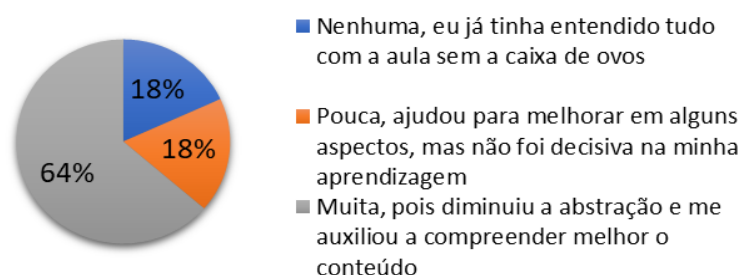 18%
18%
64%
Nenhuma, eu já tinha entendido tudo
com a aula sem a caixa de ovos
Pouca, ajudou para melhorar em alguns
aspectos, mas não foi decisiva na minha
aprendizagem
Muita, pois diminuiu a abstração e me
auxiliou a compreender melhor o
conteúdo